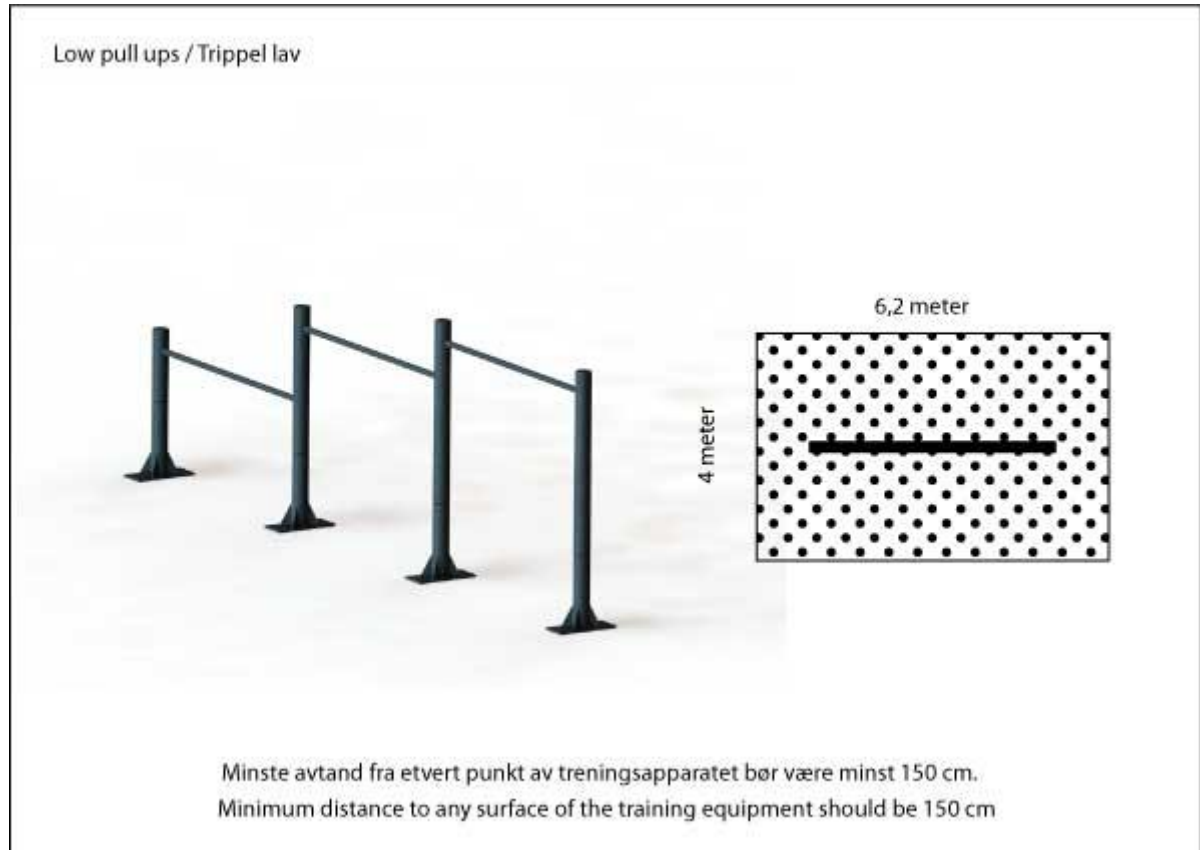 Low pull ups / Trippel lav
6,2 meter
4 meter
Minste avtand fra etvert punkt av treningsapparatet bør være minst 150 cm.
Minimum distance to any surface of the training equipment should be 150 cm